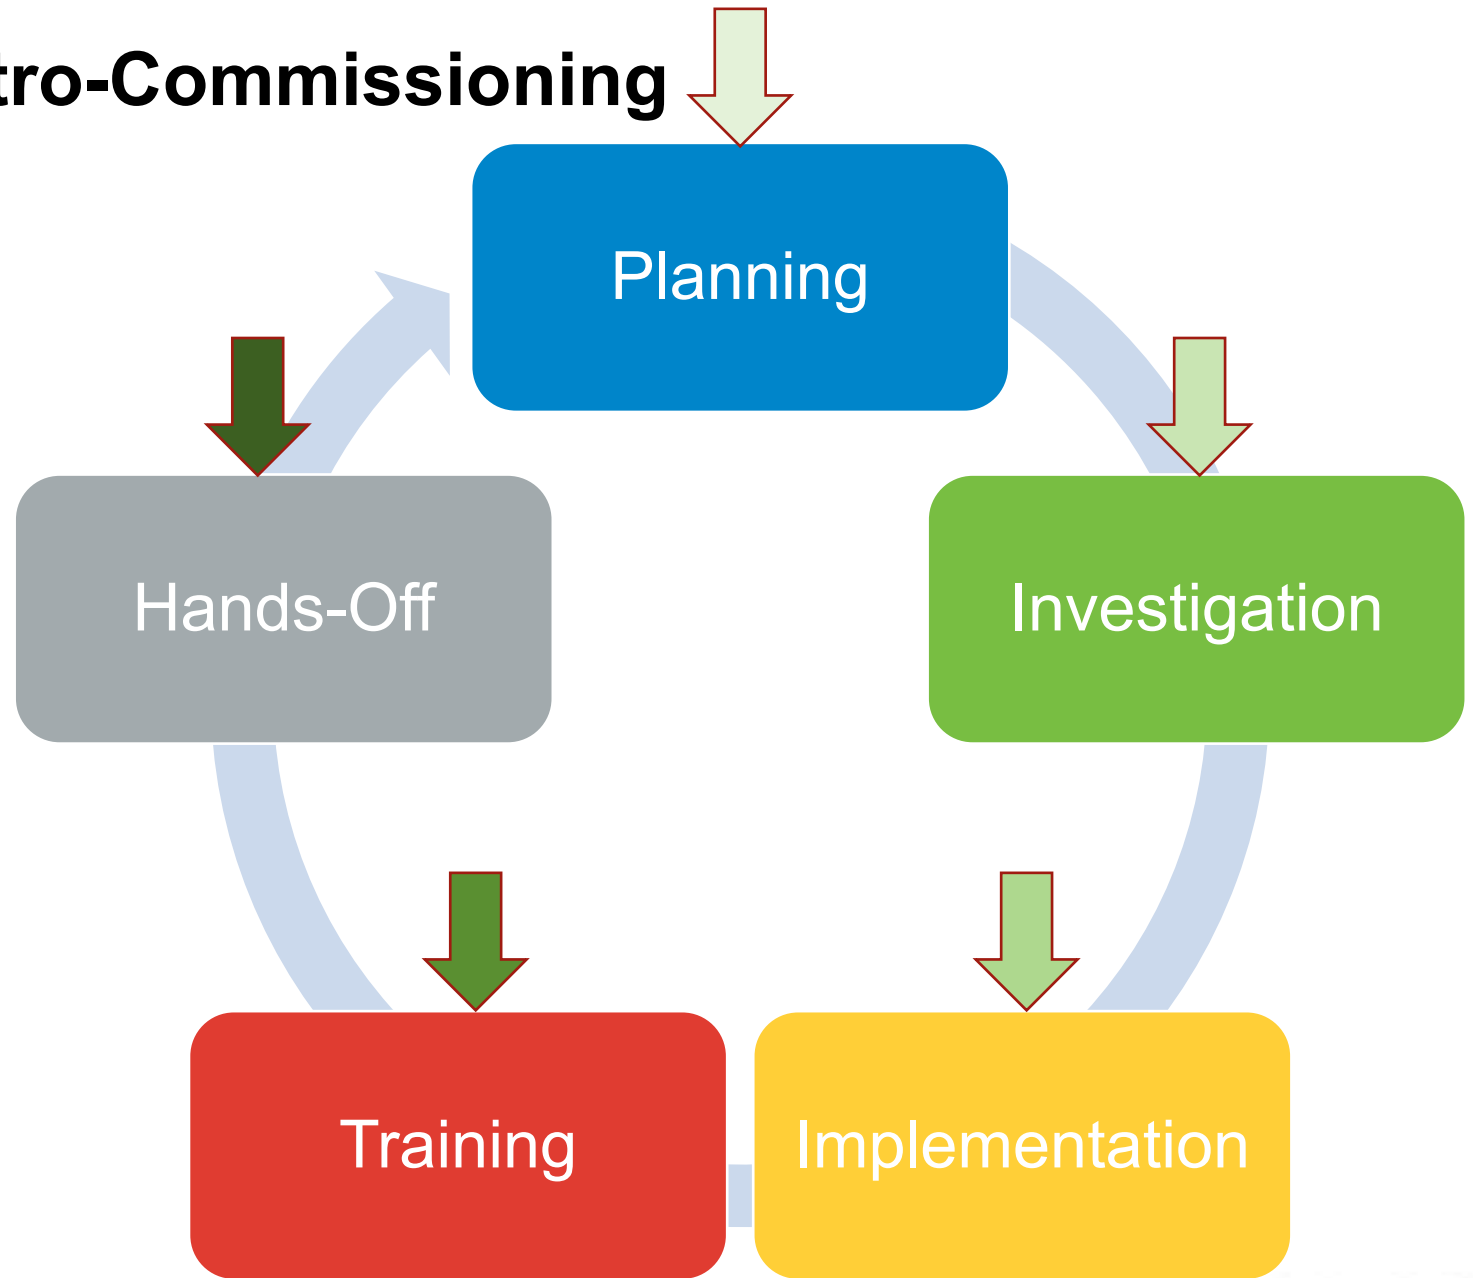 tro-Commissioning
Planning
Investigation
Implementation
Training
Hands-Off